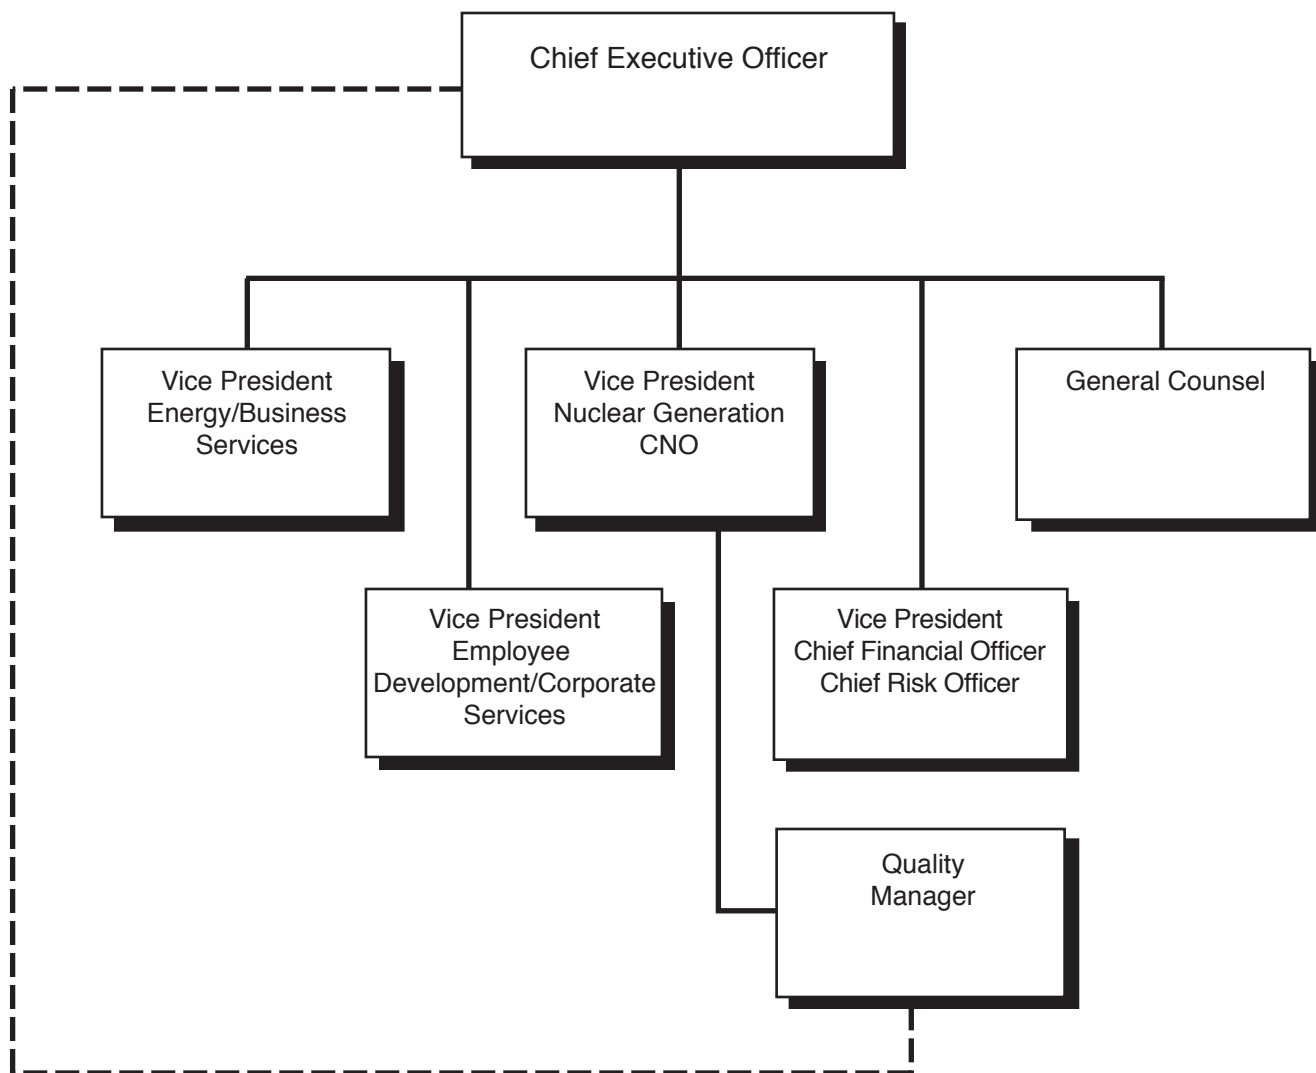 Chief Executive Officer
Vice President
Energy/Business
Services
Vice President
Nuclear Generation
CNO
General Counsel
Vice President
Employee
Development/Corporate
Services
Vice President
Chief Financial Officer
Chief Risk Officer
Quality
Manager